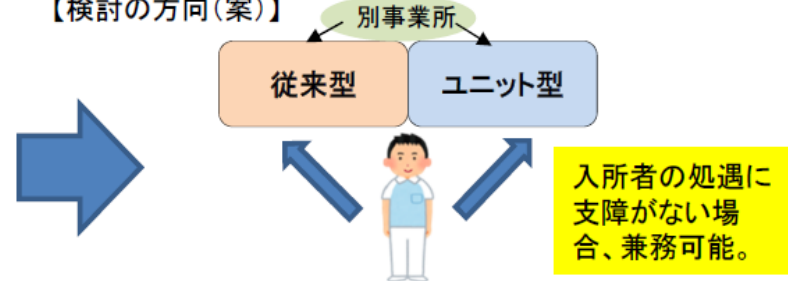 【検討の方向(案)】
別事業所
従来型
ユニット型
入所者の処遇に
支障がない場
合、兼務可能。